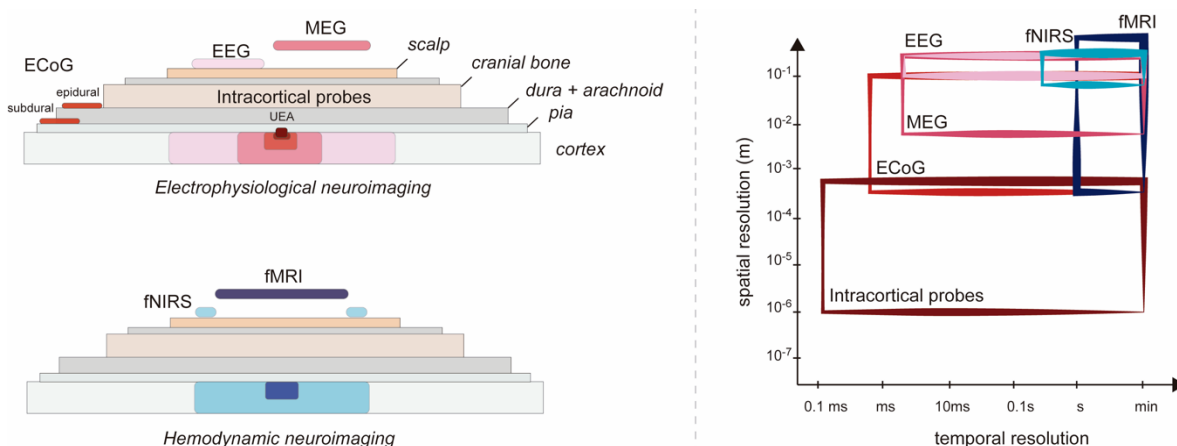 MEG
EEG
scalp
ECoG
cranial bone
epidural
Intracortical probes
dura + arachnoid
subdural
UEA
pia
cortex
Electrophysiological neuroimaging
fMRI
fNIRS
Hemodynamic neuroimaging
fMRI
fNIRS
EEG
10-1
MEG
10-2
ECoG
10-3
10-4
10-5
Intracortical probes
10-6
10-7
spatial resolution (m)
0.1 ms
ms
10ms
0.1s
s
min
temporal resolution